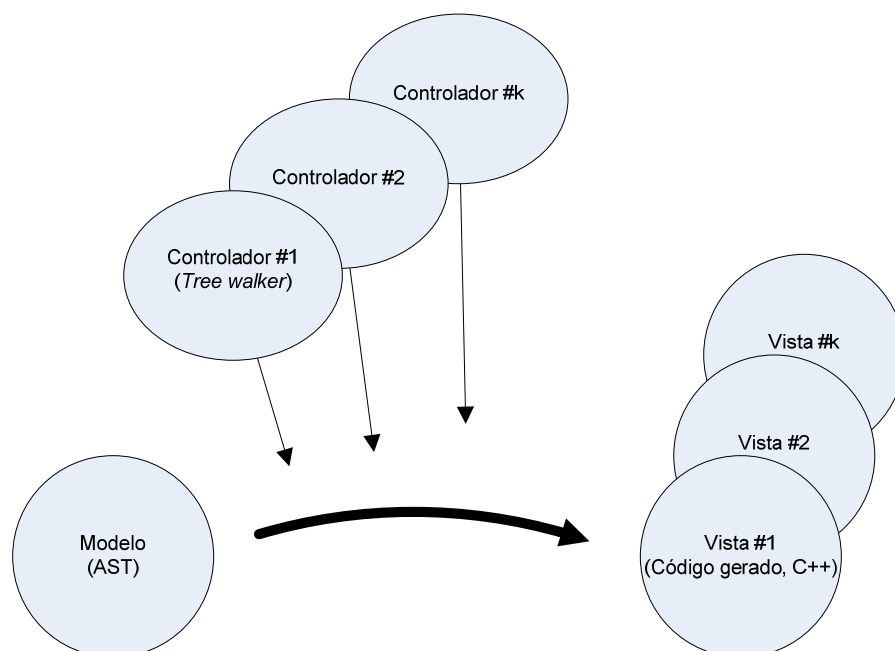 Controlador #k
Controlador #2
Controlador #1
(Tree walker)
Vista #k
Vista #2
Vista #1
(Código gerado, C++)
Modelo
(AST)